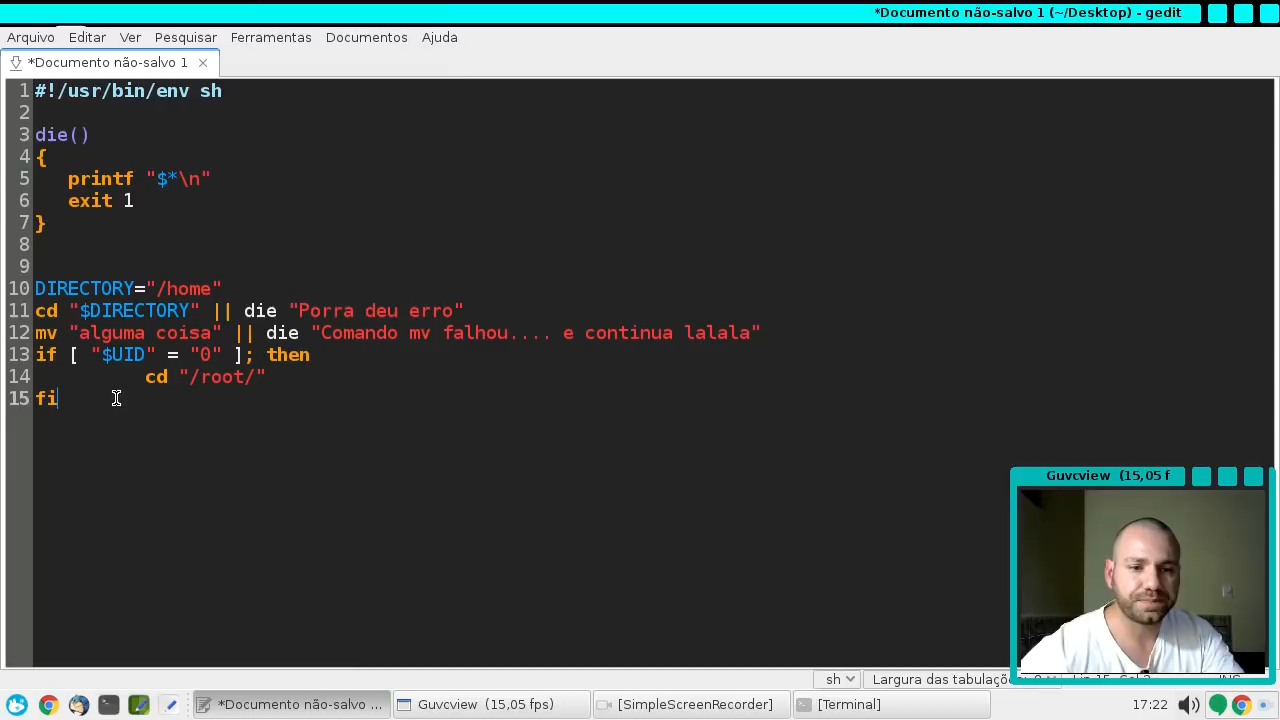 *Documento não-salvo 1 (~/Desktop) - gedit
Arquivo Editar Ver Pesquisar Ferramentas Documentos Ajuda
*Documento não-salvo 1
1 #!/usr/bin/env sh
2
3 die()
4 {
5 printf "$*\n"
6 exit 1
7 }
8
9
10 DIRECTORY="/home"
11 cd "$DIRECTORY" || die "Porra deu erro"
12 mv "alguma coisa" || die "Comando mv falhou.... e continua lalala"
13 if [ "$UID" = "0" ]; then
14 cd "/root/"
15 fi
Guvcview (15,05 f
sh Largura das tabulaçõ
*Documento não-salvo ... Guvcview (15,05 fps) [SimpleScreenRecorder] [Terminal] 17:22